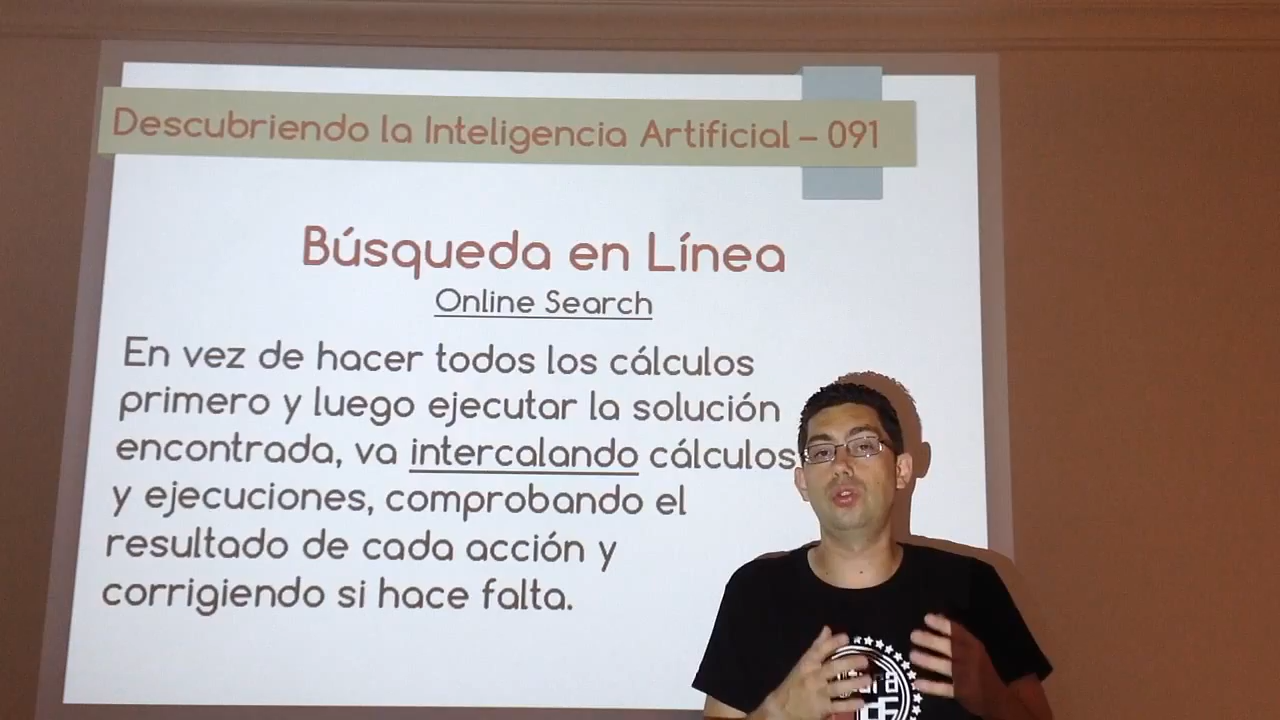 Descubriendo la Inteligencia Artificial – 091
Búsqueda en Línea
Online Search
En vez de hacer todos los cálculos
primero y luego ejecutar la solución
encontrada, va intercalando cálculos
y ejecuciones, comprobando el
resultado de cada acción y
corrigiendo si hace falta.